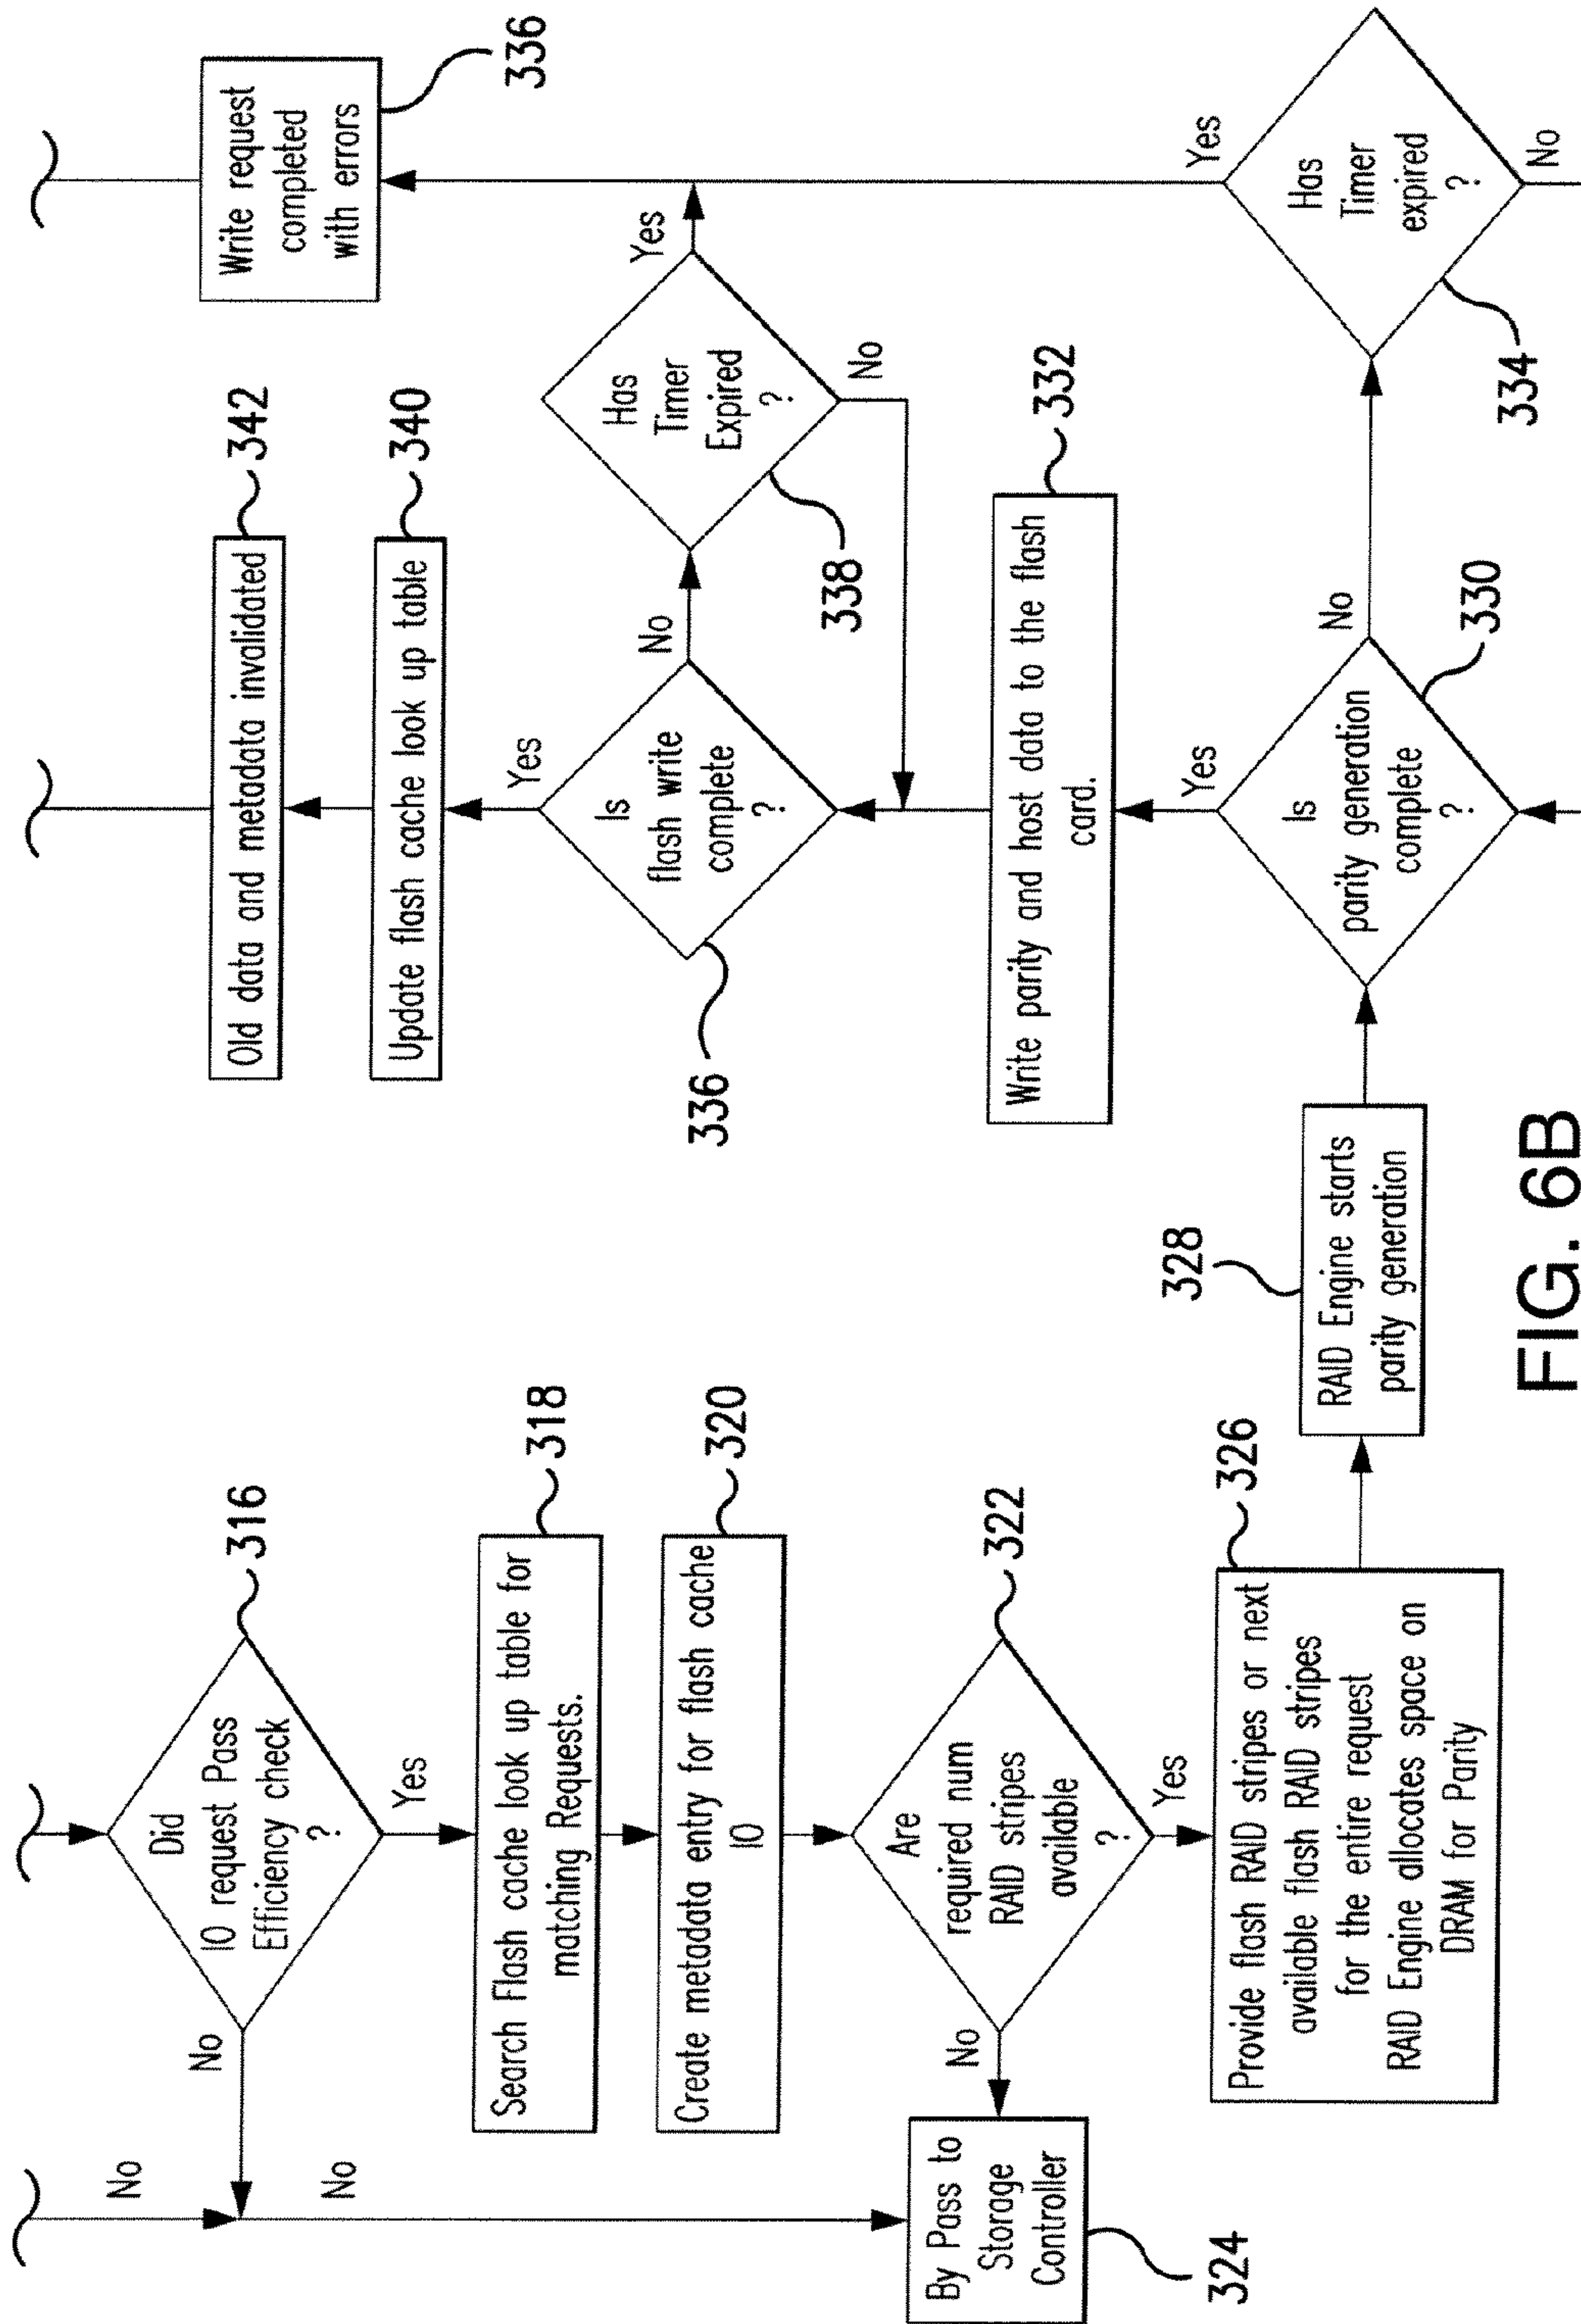 No
No
Did
IO request Pass
Efficiency check
?
316
No
Yes
Search Flash cache look up table for
matching Requests.
318
Create metadata entry for flash cache
IO
320
Are
required num
RAID stripes
available
?
322
No
Yes
By Pass to
Storage
Controller
324
Provide flash RAID stripes or next
available flash RAID stripes
for the entire request
RAID Engine allocates space on
DRAM for Parity
326
RAID Engine starts
parity generation
328
Is
parity generation
complete
?
330
Yes
No
Write parity and host data to the flash
card.
332
Is
flash write
complete
?
336
Yes
No
Update flash cache look up table
340
Old data and metadata invalidated
342
Has
Timer
Expired
?
338
Yes
No
Has
Timer
expired
?
334
Yes
No
Write request
completed
with errors
336
FIG. 6B